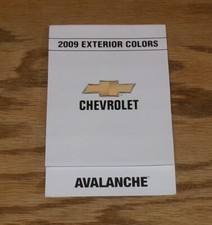 2009 EXTERIOR COLORS
CHEVROLET
AVALANCHE